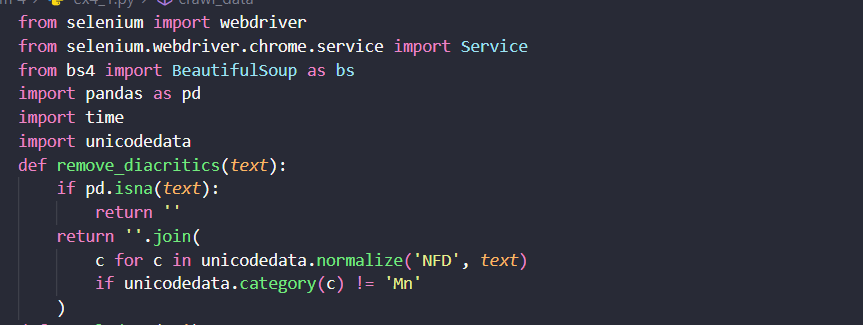 ex4_1.py > crawl_data
from selenium import webdriver
from selenium.webdriver.chrome.service import Service
from bs4 import BeautifulSoup as bs
import pandas as pd
import time
import unicodedata
def remove_diacritics(text):
    if pd.isna(text):
        return ''
    return ''.join(
        c for c in unicodedata.normalize('NFD', text)
        if unicodedata.category(c) != 'Mn'
    )